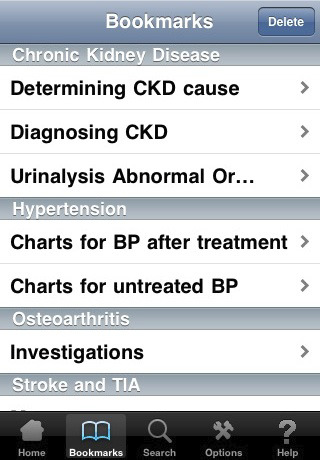 Bookmarks
Delete
Chronic Kidney Disease
Determining CKD cause
Diagnosing CKD
Urinalysis Abnormal Or...
Hypertension
Charts for BP after treatment
Charts for untreated BP
Osteoarthritis
Investigations
Stroke and TIA
Home
Bookmarks
Search
Options
Help